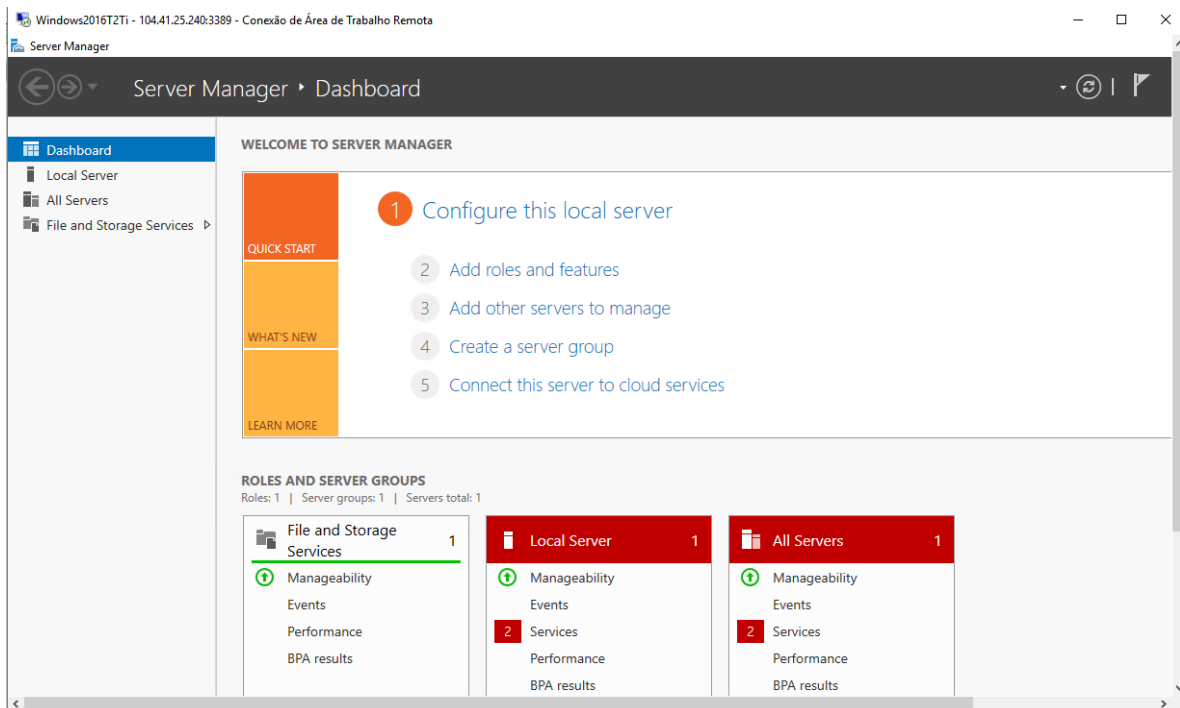 Windows2016T2Ti - 104.41.25.240:3389 - Conexão de Área de Trabalho Remota
Server Manager
Server Manager ‣ Dashboard
Dashboard
Local Server
All Servers
File and Storage Services
WELCOME TO SERVER MANAGER
QUICK START
WHAT'S NEW
LEARN MORE
1 Configure this local server
2 Add roles and features
3 Add other servers to manage
4 Create a server group
5 Connect this server to cloud services
ROLES AND SERVER GROUPS
Roles: 1 | Server groups: 1 | Servers total: 1
File and Storage
Services 1
Manageability
Events
Performance
BPA results
Local Server 1
Manageability
Events
2 Services
Performance
BPA results
All Servers 1
Manageability
Events
2 Services
Performance
BPA results